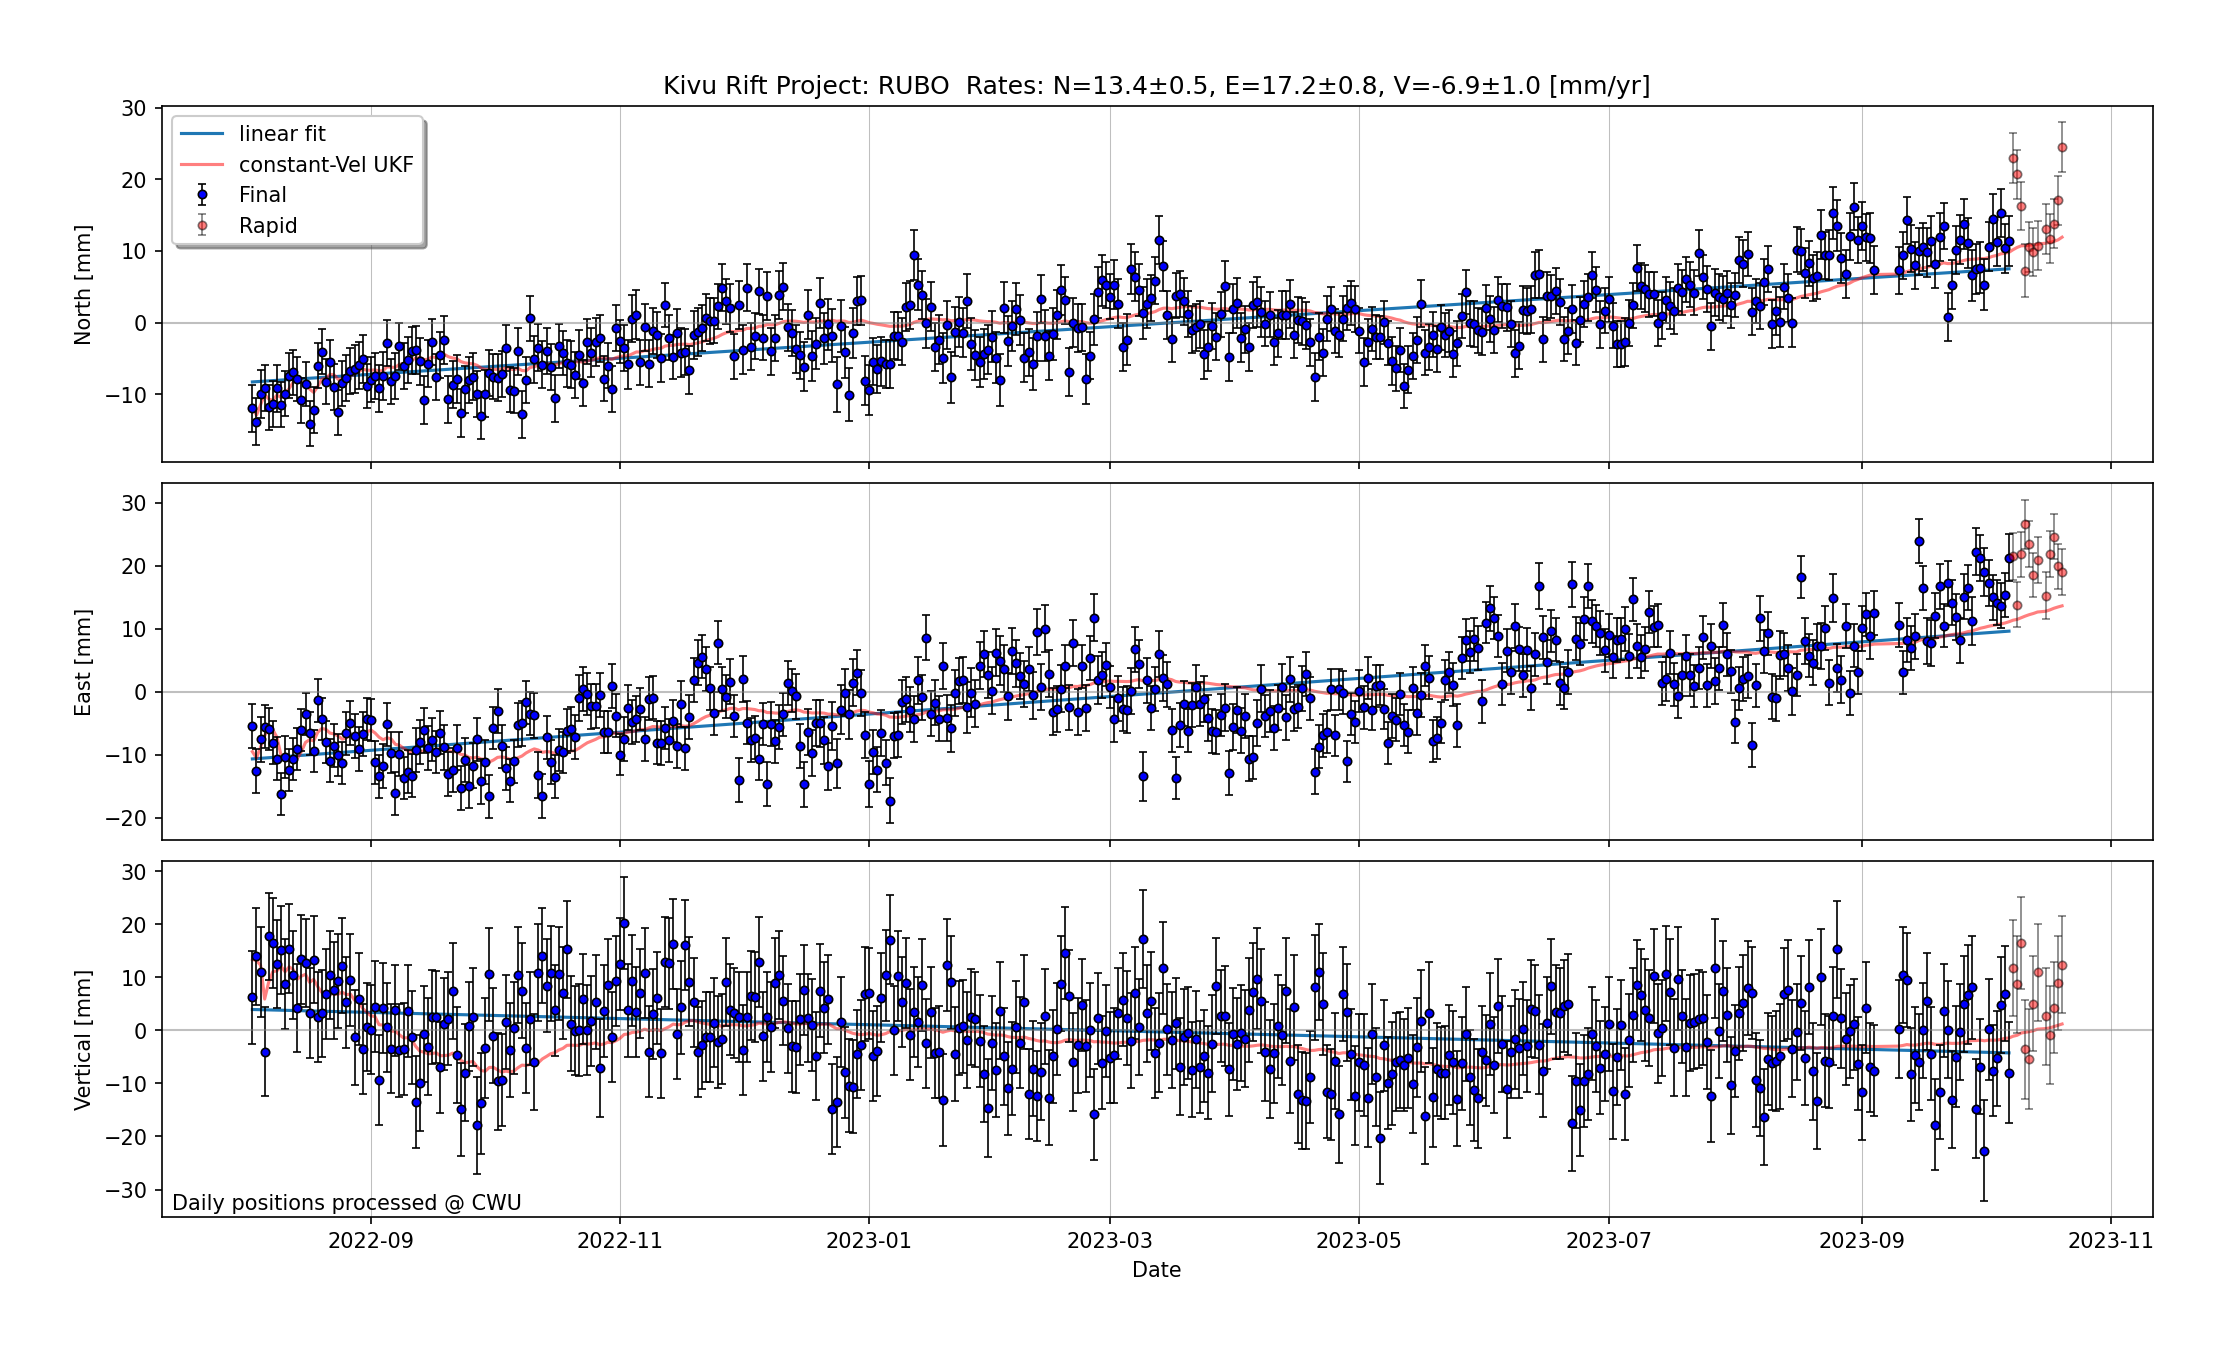 Kivu Rift Project: RUBO  Rates: N=13.4±0.5, E=17.2±0.8, V=-6.9±1.0 [mm/yr]
North [mm]
30
20
10
0
−10
linear fit
constant-Vel UKF
Final
Rapid
East [mm]
30
20
10
0
−10
−20
Vertical [mm]
30
20
10
0
−10
−20
−30
Daily positions processed @ CWU
2022-09 2022-11 2023-01 2023-03 2023-05 2023-07 2023-09 2023-11
Date